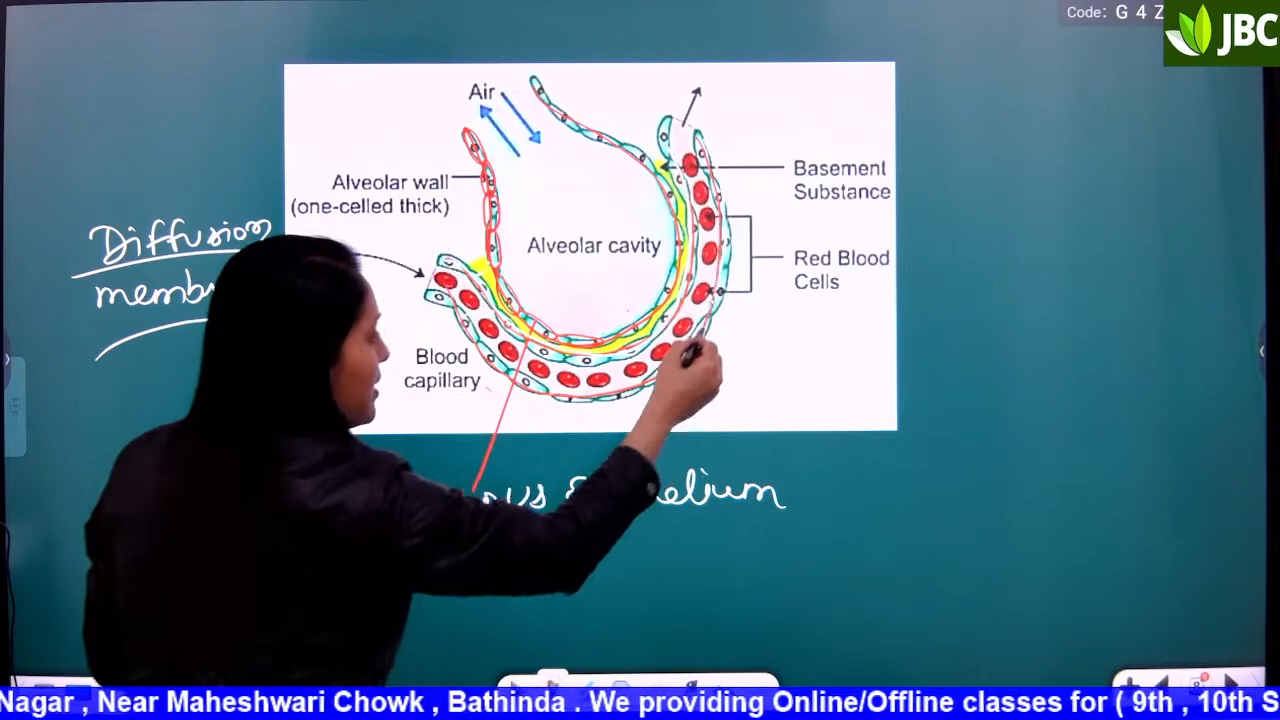 Code: G 4 Z
JBC
Air
Alveolar wall
(one-celled thick)
Basement
Substance
Diffusion
Alveolar cavity
Red Blood
Cells
Blood
capillary
Nagar , Near Maheshwari Chowk , Bathinda . We providing Online/Offline classes for ( 9th , 10th S